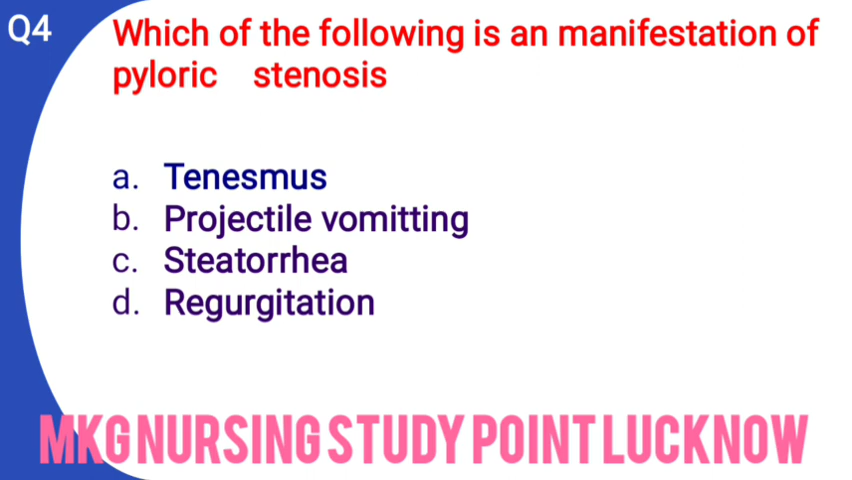 Q4
Which of the following is an manifestation of
pyloric stenosis
a. Tenesmus
b. Projectile vomitting
c. Steatorrhea
d. Regurgitation
MKG NURSING STUDY POINT LUCKNOW